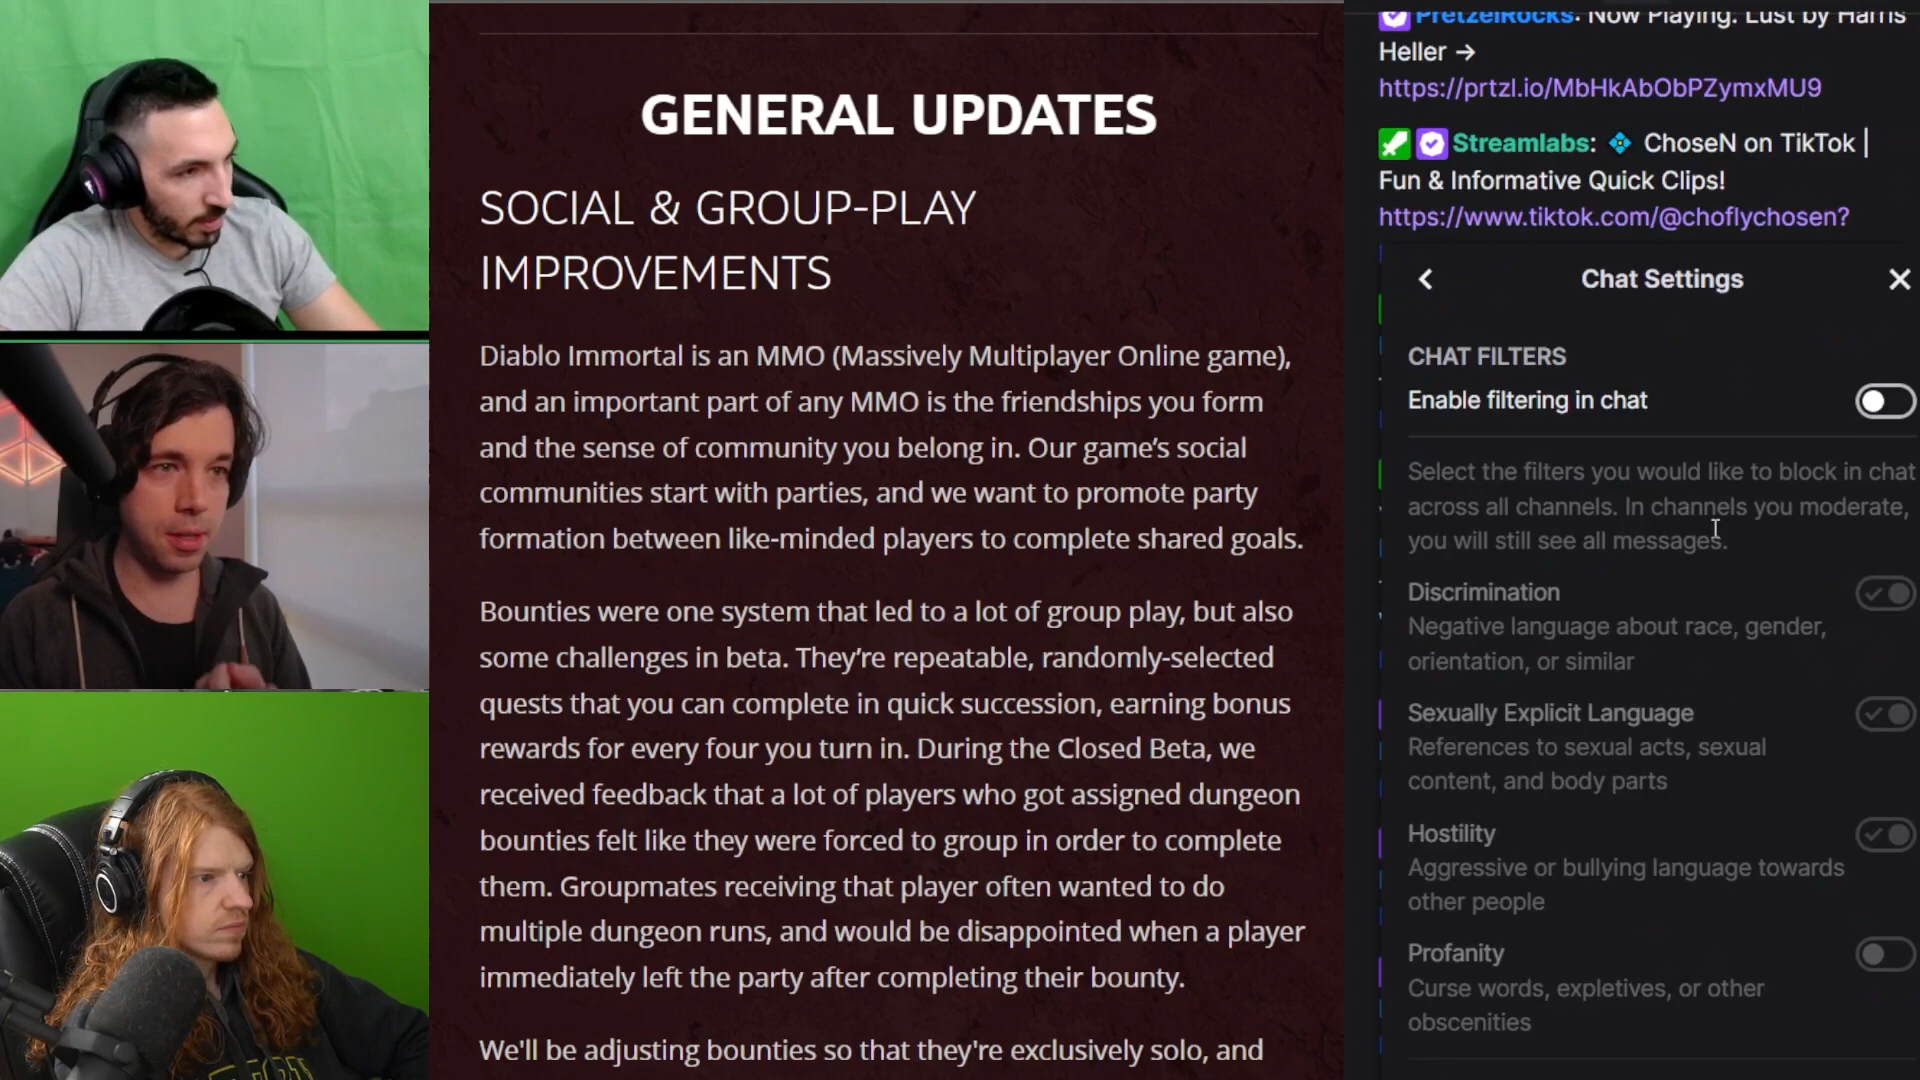 GENERAL UPDATES
SOCIAL & GROUP-PLAY
IMPROVEMENTS
Diablo Immortal is an MMO (Massively Multiplayer Online game),
and an important part of any MMO is the friendships you form
and the sense of community you belong in. Our game's social
communities start with parties, and we want to promote party
formation between like-minded players to complete shared goals.
Bounties were one system that led to a lot of group play, but also
some challenges in beta. They're repeatable, randomly-selected
quests that you can complete in quick succession, earning bonus
rewards for every four you turn in. During the Closed Beta, we
received feedback that a lot of players who got assigned dungeon
bounties felt like they were forced to group in order to complete
them. Groupmates receiving that player often wanted to do
multiple dungeon runs, and would be disappointed when a player
immediately left the party after completing their bounty.
We'll be adjusting bounties so that they're exclusively solo, and
PretzelRocks: Now Playing: Lust by Harris
Heller →
https://prtzl.io/MbHkAbObPZymxMU9
Streamlabs: 💠 ChoseN on TikTok |
Fun & Informative Quick Clips!
https://www.tiktok.com/@choflychosen?
Chat Settings
CHAT FILTERS
Enable filtering in chat
Select the filters you would like to block in chat
across all channels. In channels you moderate,
you will still see all messages.
Discrimination
Negative language about race, gender,
orientation, or similar
Sexually Explicit Language
References to sexual acts, sexual
content, and body parts
Hostility
Aggressive or bullying language towards
other people
Profanity
Curse words, expletives, or other
obscenities